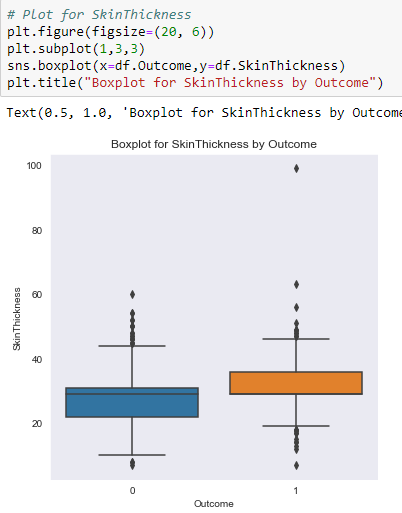 # Plot for SkinThickness
plt.figure(figsize=(20, 6))
plt.subplot(1,3,3)
sns.boxplot(x=df.Outcome,y=df.SkinThickness)
plt.title("Boxplot for SkinThickness by Outcome")
Text(0.5, 1.0, 'Boxplot for SkinThickness by Outcome
Boxplot for SkinThickness by Outcome
100
80
60
40
20
SkinThickness
0
1
Outcome